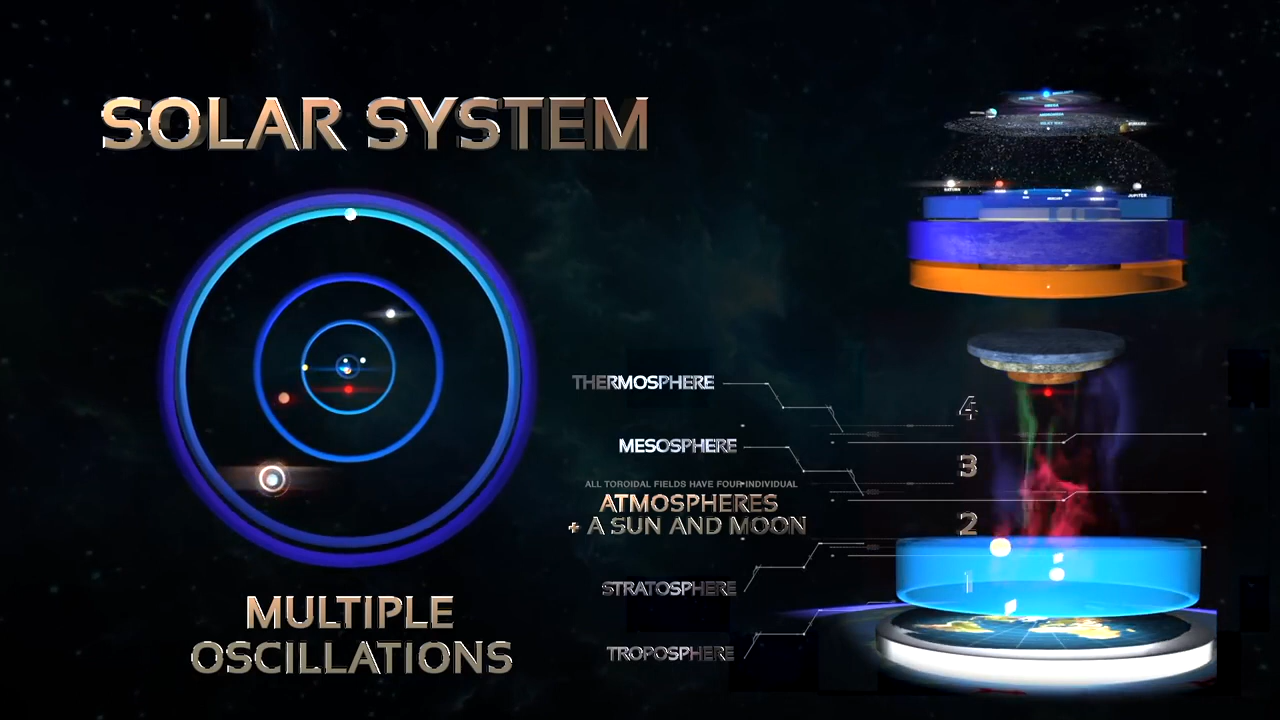 SOLAR SYSTEM
THERMOSPHERE
4
MESOSPHERE
3
ALL TOROIDAL FIELDS HAVE FOUR INDIVIDUAL
ATMOSPHERES
+ A SUN AND MOON
2
STRATOSPHERE
1
TROPOSPHERE
MULTIPLE
OSCILLATIONS
SATURN
JUPITER